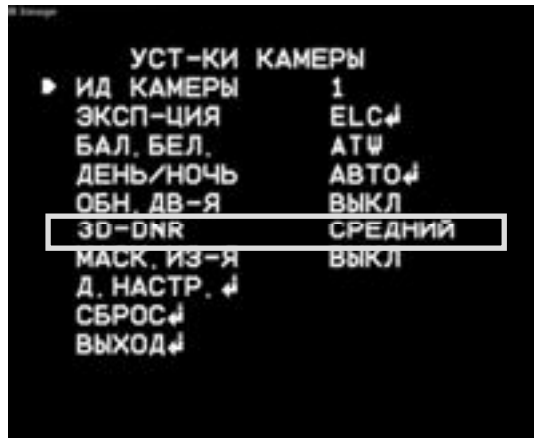 УСТ-КИ КАМЕРЫ
ИД КАМЕРЫ 1
ЭКСП-ЦИЯ ELC↲
БАЛ. БЕЛ. ATW
ДЕНЬ/НОЧЬ АВТО↲
ОБН. ДВ-Я ВЫКЛ
3D-DNR СРЕДНИЙ
МАСК. ИЗ-Я ВЫКЛ
Д. НАСТР. ↲
СБРОС↲
ВЫХОД↲